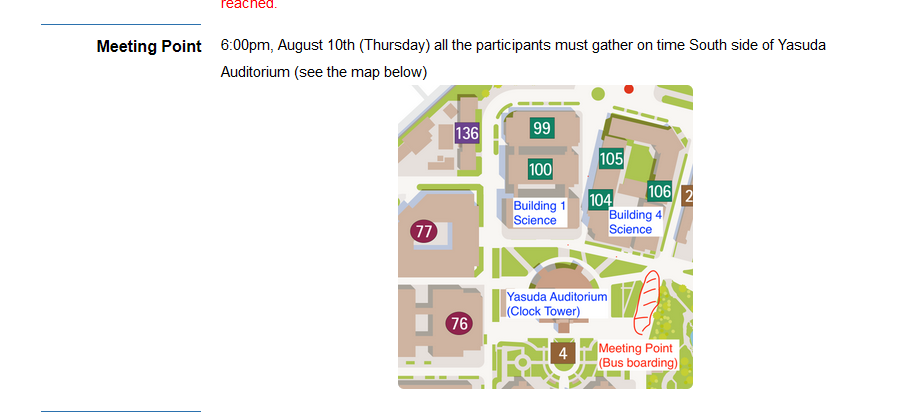 reached.
Meeting Point
6:00pm, August 10th (Thursday) all the participants must gather on time South side of Yasuda
Auditorium (see the map below)
136
99
100
105
104
106
2
Building 1
Science
Building 4
Science
77
Yasuda Auditorium
(Clock Tower)
76
4
Meeting Point
(Bus boarding)